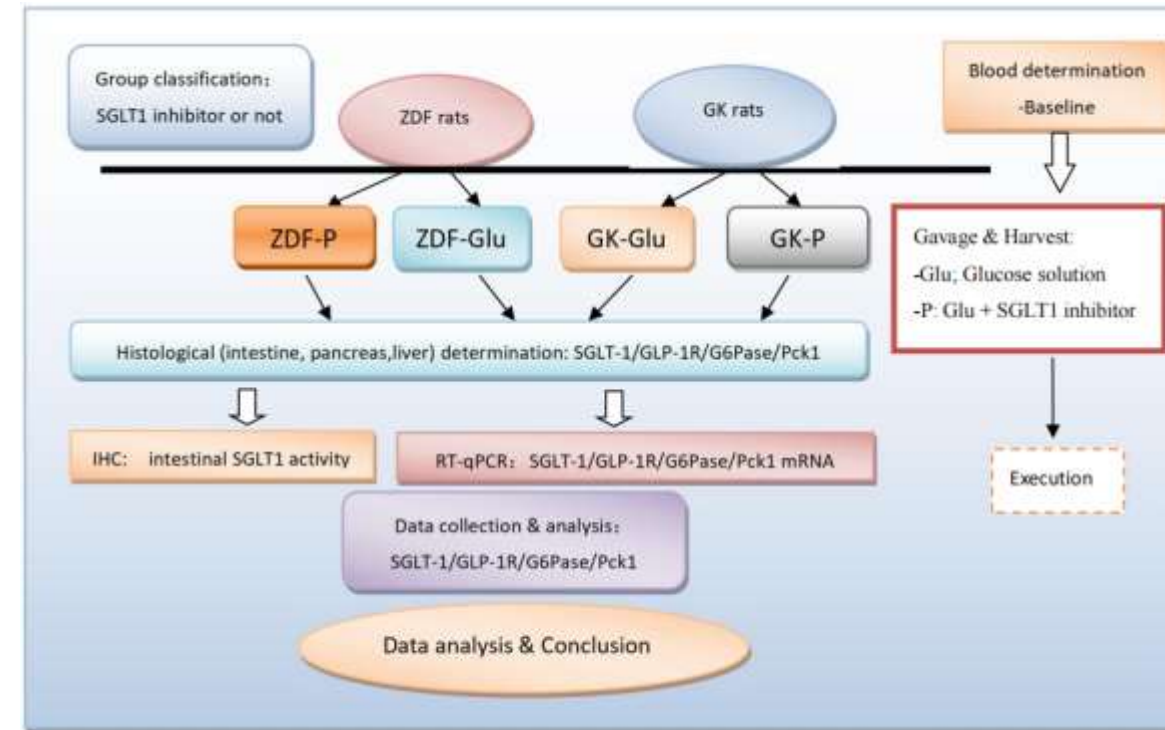 Group classification:
SGLT1 inhibitor or not
ZDF rats
GK rats
Blood determination
-Baseline
ZDF-P
ZDF-Glu
GK-Glu
GK-P
Gavage & Harvest:
-Glu; Glucose solution
-P: Glu + SGLT1 inhibitor
Histological (intestine, pancreas,liver) determination: SGLT-1/GLP-1R/G6Pase/Pck1
IHC: intestinal SGLT1 activity
RT-qPCR: SGLT-1/GLP-1R/G6Pase/Pck1 mRNA
Execution
Data collection & analysis:
SGLT-1/GLP-1R/G6Pase/Pck1
Data analysis & Conclusion